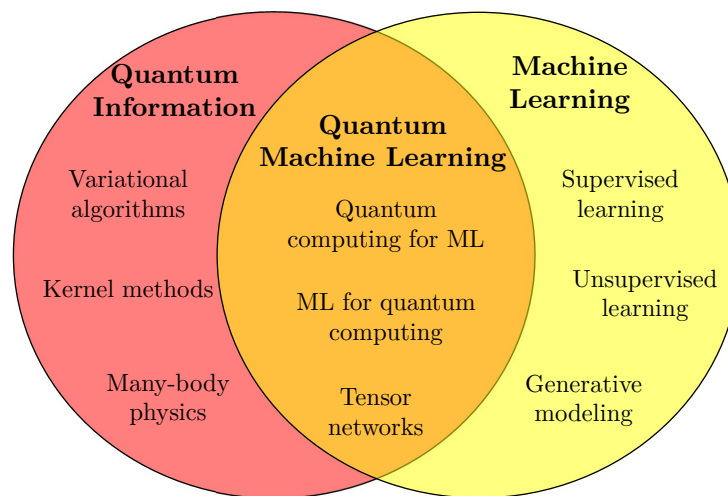 Quantum
Information
Variational
algorithms
Kernel methods
Many-body
physics
Quantum
Machine Learning
Quantum
computing for ML
ML for quantum
computing
Tensor
networks
Machine
Learning
Supervised
learning
Unsupervised
learning
Generative
modeling